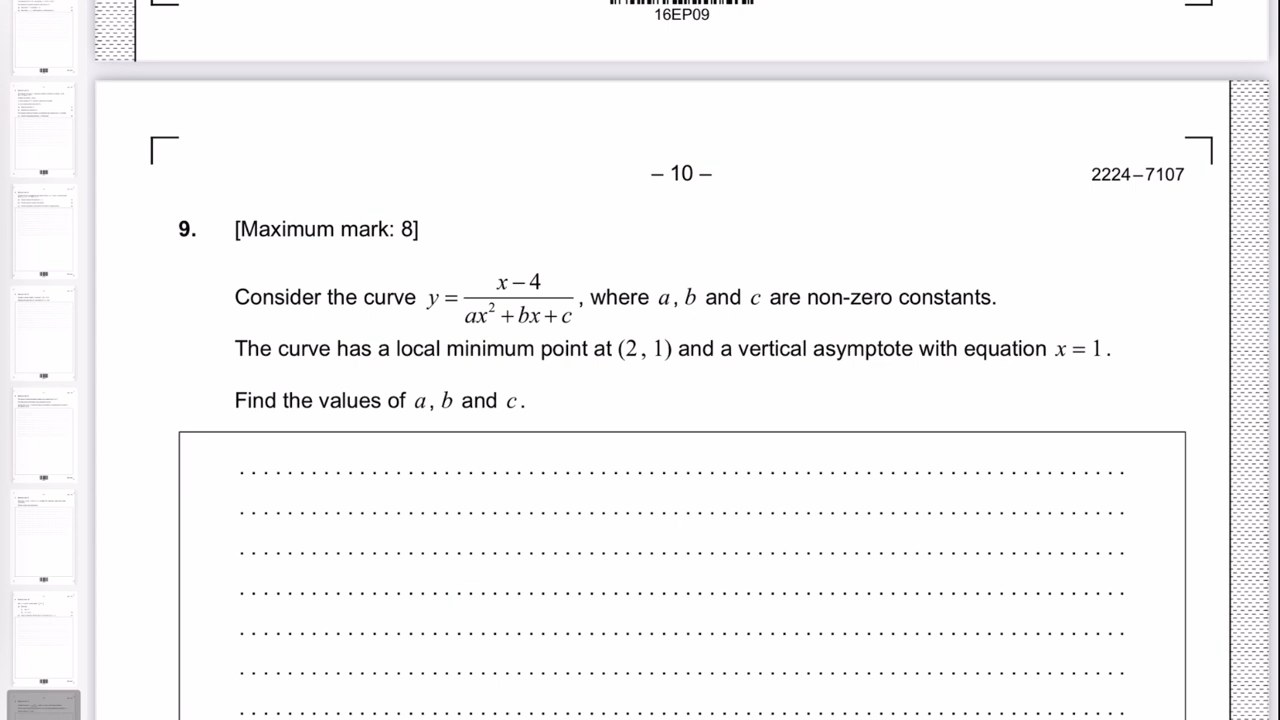 16EP09
– 10 –
2224–7107
9. [Maximum mark: 8]
Consider the curve y = (x − 4)/(ax² + bx + c), where a, b and c are non-zero constants.
The curve has a local minimum point at (2, 1) and a vertical asymptote with equation x = 1.
Find the values of a, b and c.